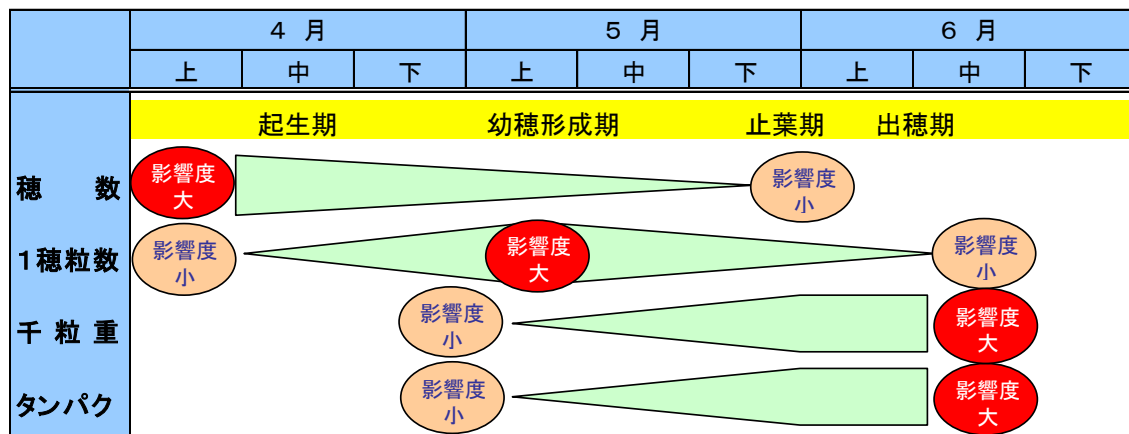 ４ 月 ５ 月 ６ 月
上 中 下 上 中 下 上 中 下
起生期 幼穂形成期 止葉期 出穂期
穂 数
影響度
大
影響度
小
１穂粒数
影響度
小
影響度
大
影響度
小
千 粒 重
影響度
小
影響度
大
タンパク
影響度
小
影響度
大